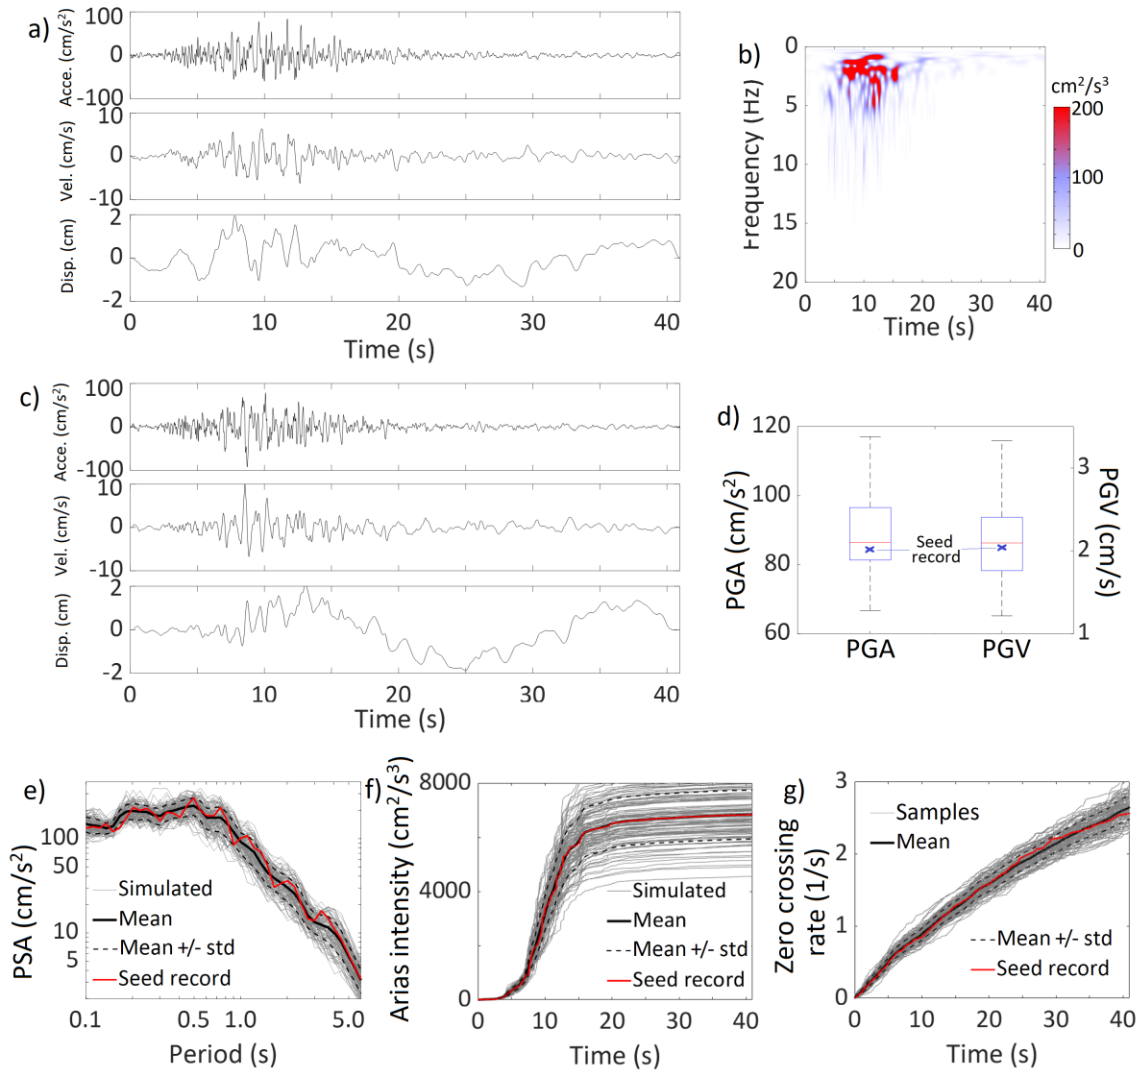 a)
Acce. (cm/s²)
100
0
-100
Vel. (cm/s)
10
0
-10
Disp. (cm)
2
0
-2
0 10 20 30 40
Time (s)
b)
Frequency (Hz)
0
5
10
15
20
0 10 20 30 40
Time (s)
cm²/s³
200
100
0
c)
Acce. (cm/s²)
100
0
-100
Vel. (cm/s)
10
0
-10
Disp. (cm)
2
0
-2
0 10 20 30 40
Time (s)
d)
PGA (cm/s²)
120
100
80
60
Seed
record
PGA PGV
3
2
1
PGV (cm/s)
e)
PSA (cm/s²)
100
50
10
5
Simulated
Mean
Mean +/- std
Seed record
0.1 0.5 1.0 5.0
Period (s)
f)
Arias intensity (cm²/s³)
8000
4000
0
Simulated
Mean
Mean +/- std
Seed record
0 10 20 30 40
Time (s)
g)
Zero crossing
rate (1/s)
3
2
1
0
Samples
Mean
Mean +/- std
Seed record
0 10 20 30 40
Time (s)